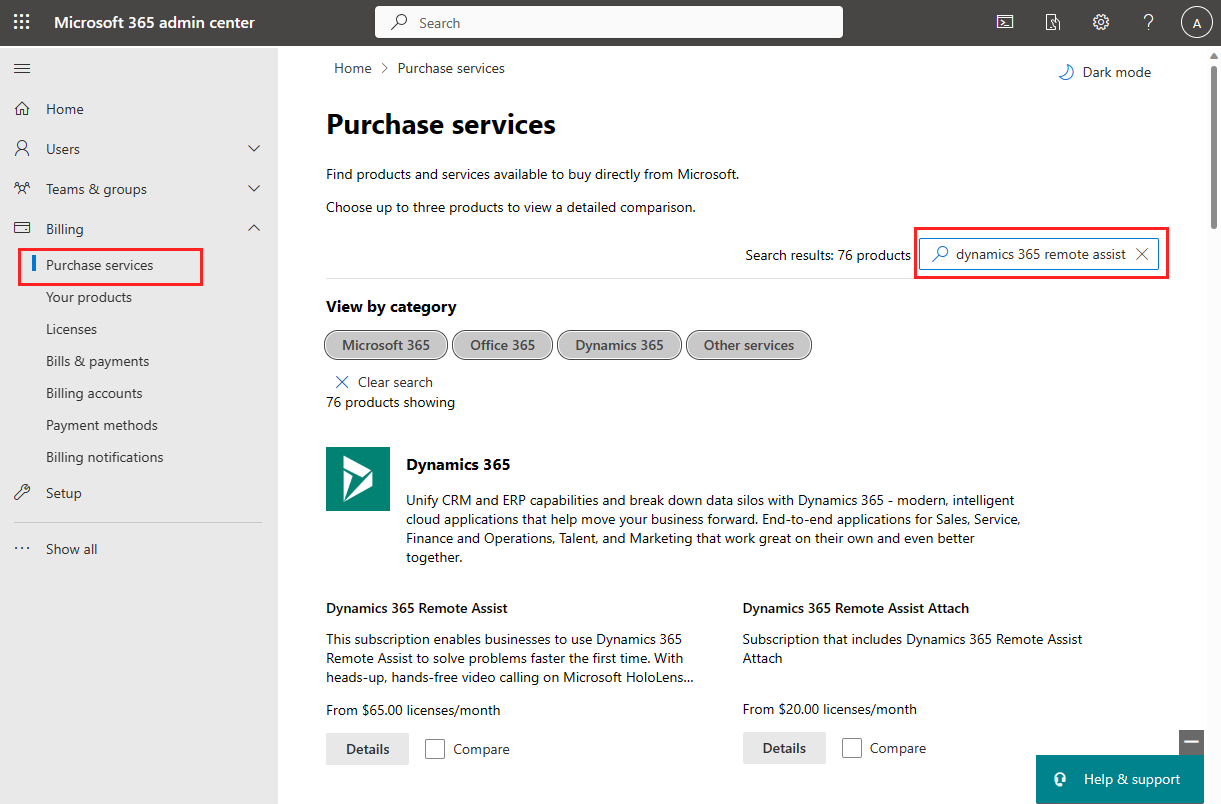 Microsoft 365 admin center
Search
A
Home
Users
Teams & groups
Billing
Purchase services
Your products
Licenses
Bills & payments
Billing accounts
Payment methods
Billing notifications
Setup
Show all
Home > Purchase services
Dark mode
Purchase services
Find products and services available to buy directly from Microsoft.
Choose up to three products to view a detailed comparison.
Search results: 76 products
dynamics 365 remote assist
View by category
Microsoft 365 Office 365 Dynamics 365 Other services
Clear search
76 products showing
Dynamics 365
Unify CRM and ERP capabilities and break down data silos with Dynamics 365 - modern, intelligent
cloud applications that help move your business forward. End-to-end applications for Sales, Service,
Finance and Operations, Talent, and Marketing that work great on their own and even better
together.
Dynamics 365 Remote Assist
This subscription enables businesses to use Dynamics 365
Remote Assist to solve problems faster the first time. With
heads-up, hands-free video calling on Microsoft HoloLens...
From $65.00 licenses/month
Details Compare
Dynamics 365 Remote Assist Attach
Subscription that includes Dynamics 365 Remote Assist
Attach
From $20.00 licenses/month
Details Compare
Help & support